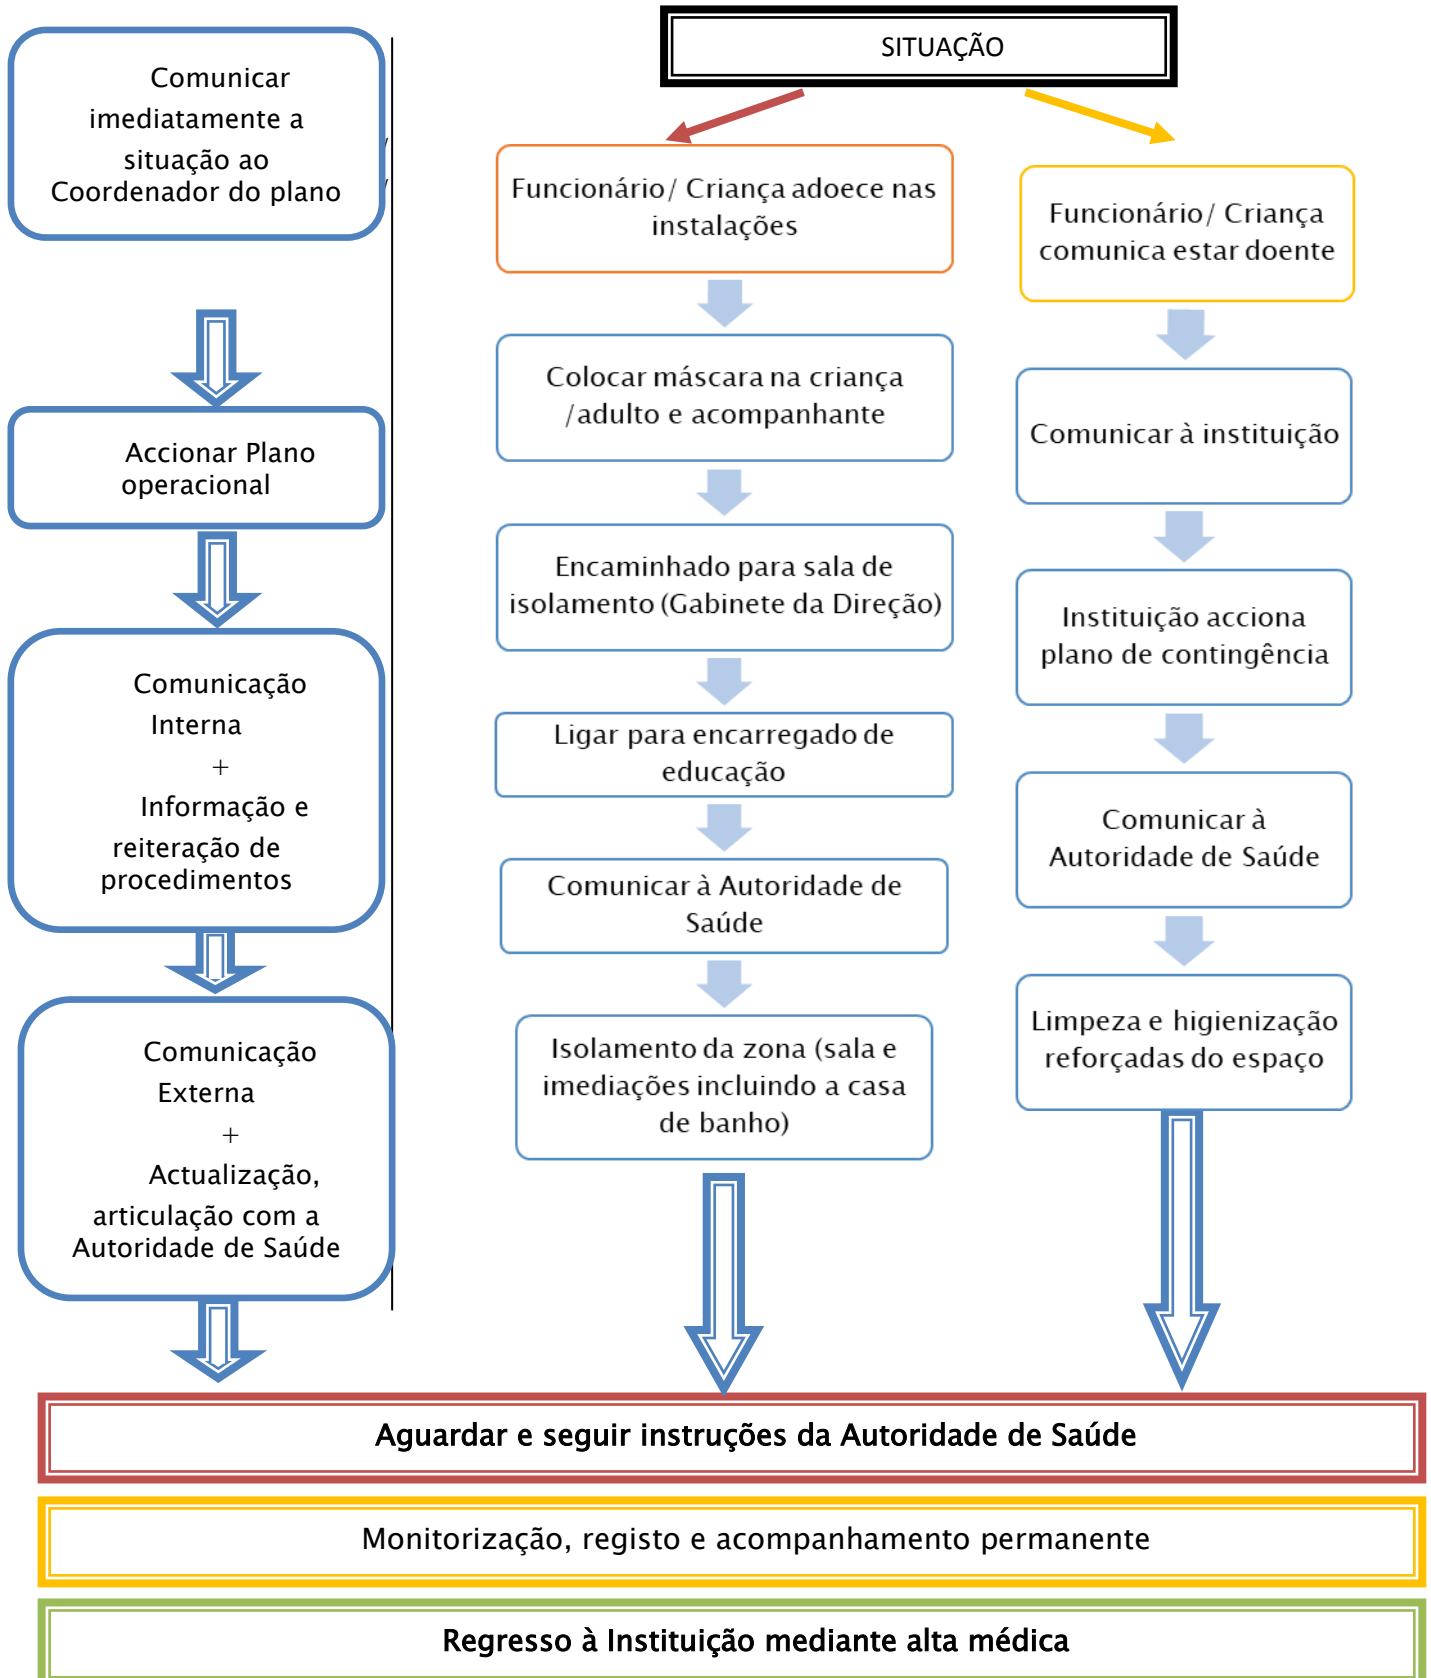 SITUAÇÃO
Comunicar
imediatamente a
situação ao
Coordenador do plano
Accionar Plano
operacional
Comunicação
Interna
+
Informação e
reiteração de
procedimentos
Comunicação
Externa
+
Actualização,
articulação com a
Autoridade de Saúde
Funcionário/ Criança adoece nas
instalações
Colocar máscara na criança
/adulto e acompanhante
Encaminhado para sala de
isolamento (Gabinete da Direção)
Ligar para encarregado de
educação
Comunicar à Autoridade de
Saúde
Isolamento da zona (sala e
imediações incluindo a casa
de banho)
Funcionário/ Criança
comunica estar doente
Comunicar à instituição
Instituição acciona
plano de contingência
Comunicar à
Autoridade de Saúde
Limpeza e higienização
reforçadas do espaço
Aguardar e seguir instruções da Autoridade de Saúde
Monitorização, registo e acompanhamento permanente
Regresso à Instituição mediante alta médica